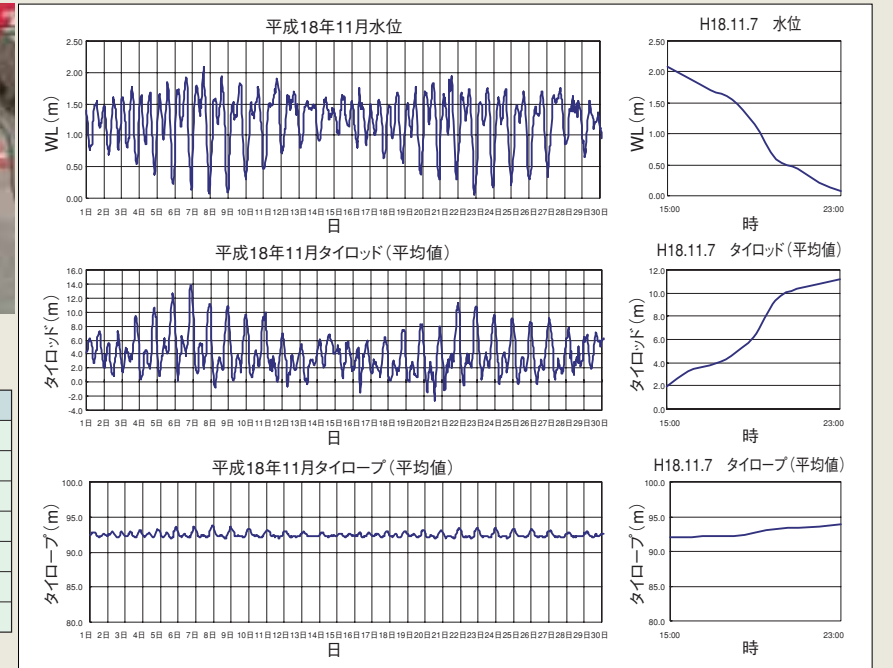 平成18年11月水位
2.50
2.00
1.50
1.00
0.50
0.00
WL(m)
1日 2日 3日 4日 5日 6日 7日 8日 9日 10日 11日 12日 13日 14日 15日 16日 17日 18日 19日 20日 21日 22日 23日 24日 25日 26日 27日 28日 29日 30日
日
H18.11.7 水位
2.50
2.00
1.50
1.00
0.50
0.00
WL(m)
15:00 23:00
時
平成18年11月タイロッド(平均値)
16.0
14.0
12.0
10.0
8.0
6.0
4.0
2.0
0.0
-2.0
-4.0
タイロッド(m)
1日 2日 3日 4日 5日 6日 7日 8日 9日 10日 11日 12日 13日 14日 15日 16日 17日 18日 19日 20日 21日 22日 23日 24日 25日 26日 27日 28日 29日 30日
日
H18.11.7 タイロッド(平均値)
12.0
10.0
8.0
6.0
4.0
2.0
0.0
タイロッド(m)
15:00 23:00
時
平成18年11月タイロープ(平均値)
100.0
95.0
90.0
85.0
80.0
タイロープ(m)
1日 2日 3日 4日 5日 6日 7日 8日 9日 10日 11日 12日 13日 14日 15日 16日 17日 18日 19日 20日 21日 22日 23日 24日 25日 26日 27日 28日 29日 30日
日
H18.11.7 タイロープ(平均値)
100.0
95.0
90.0
85.0
80.0
タイロープ(m)
15:00 23:00
時